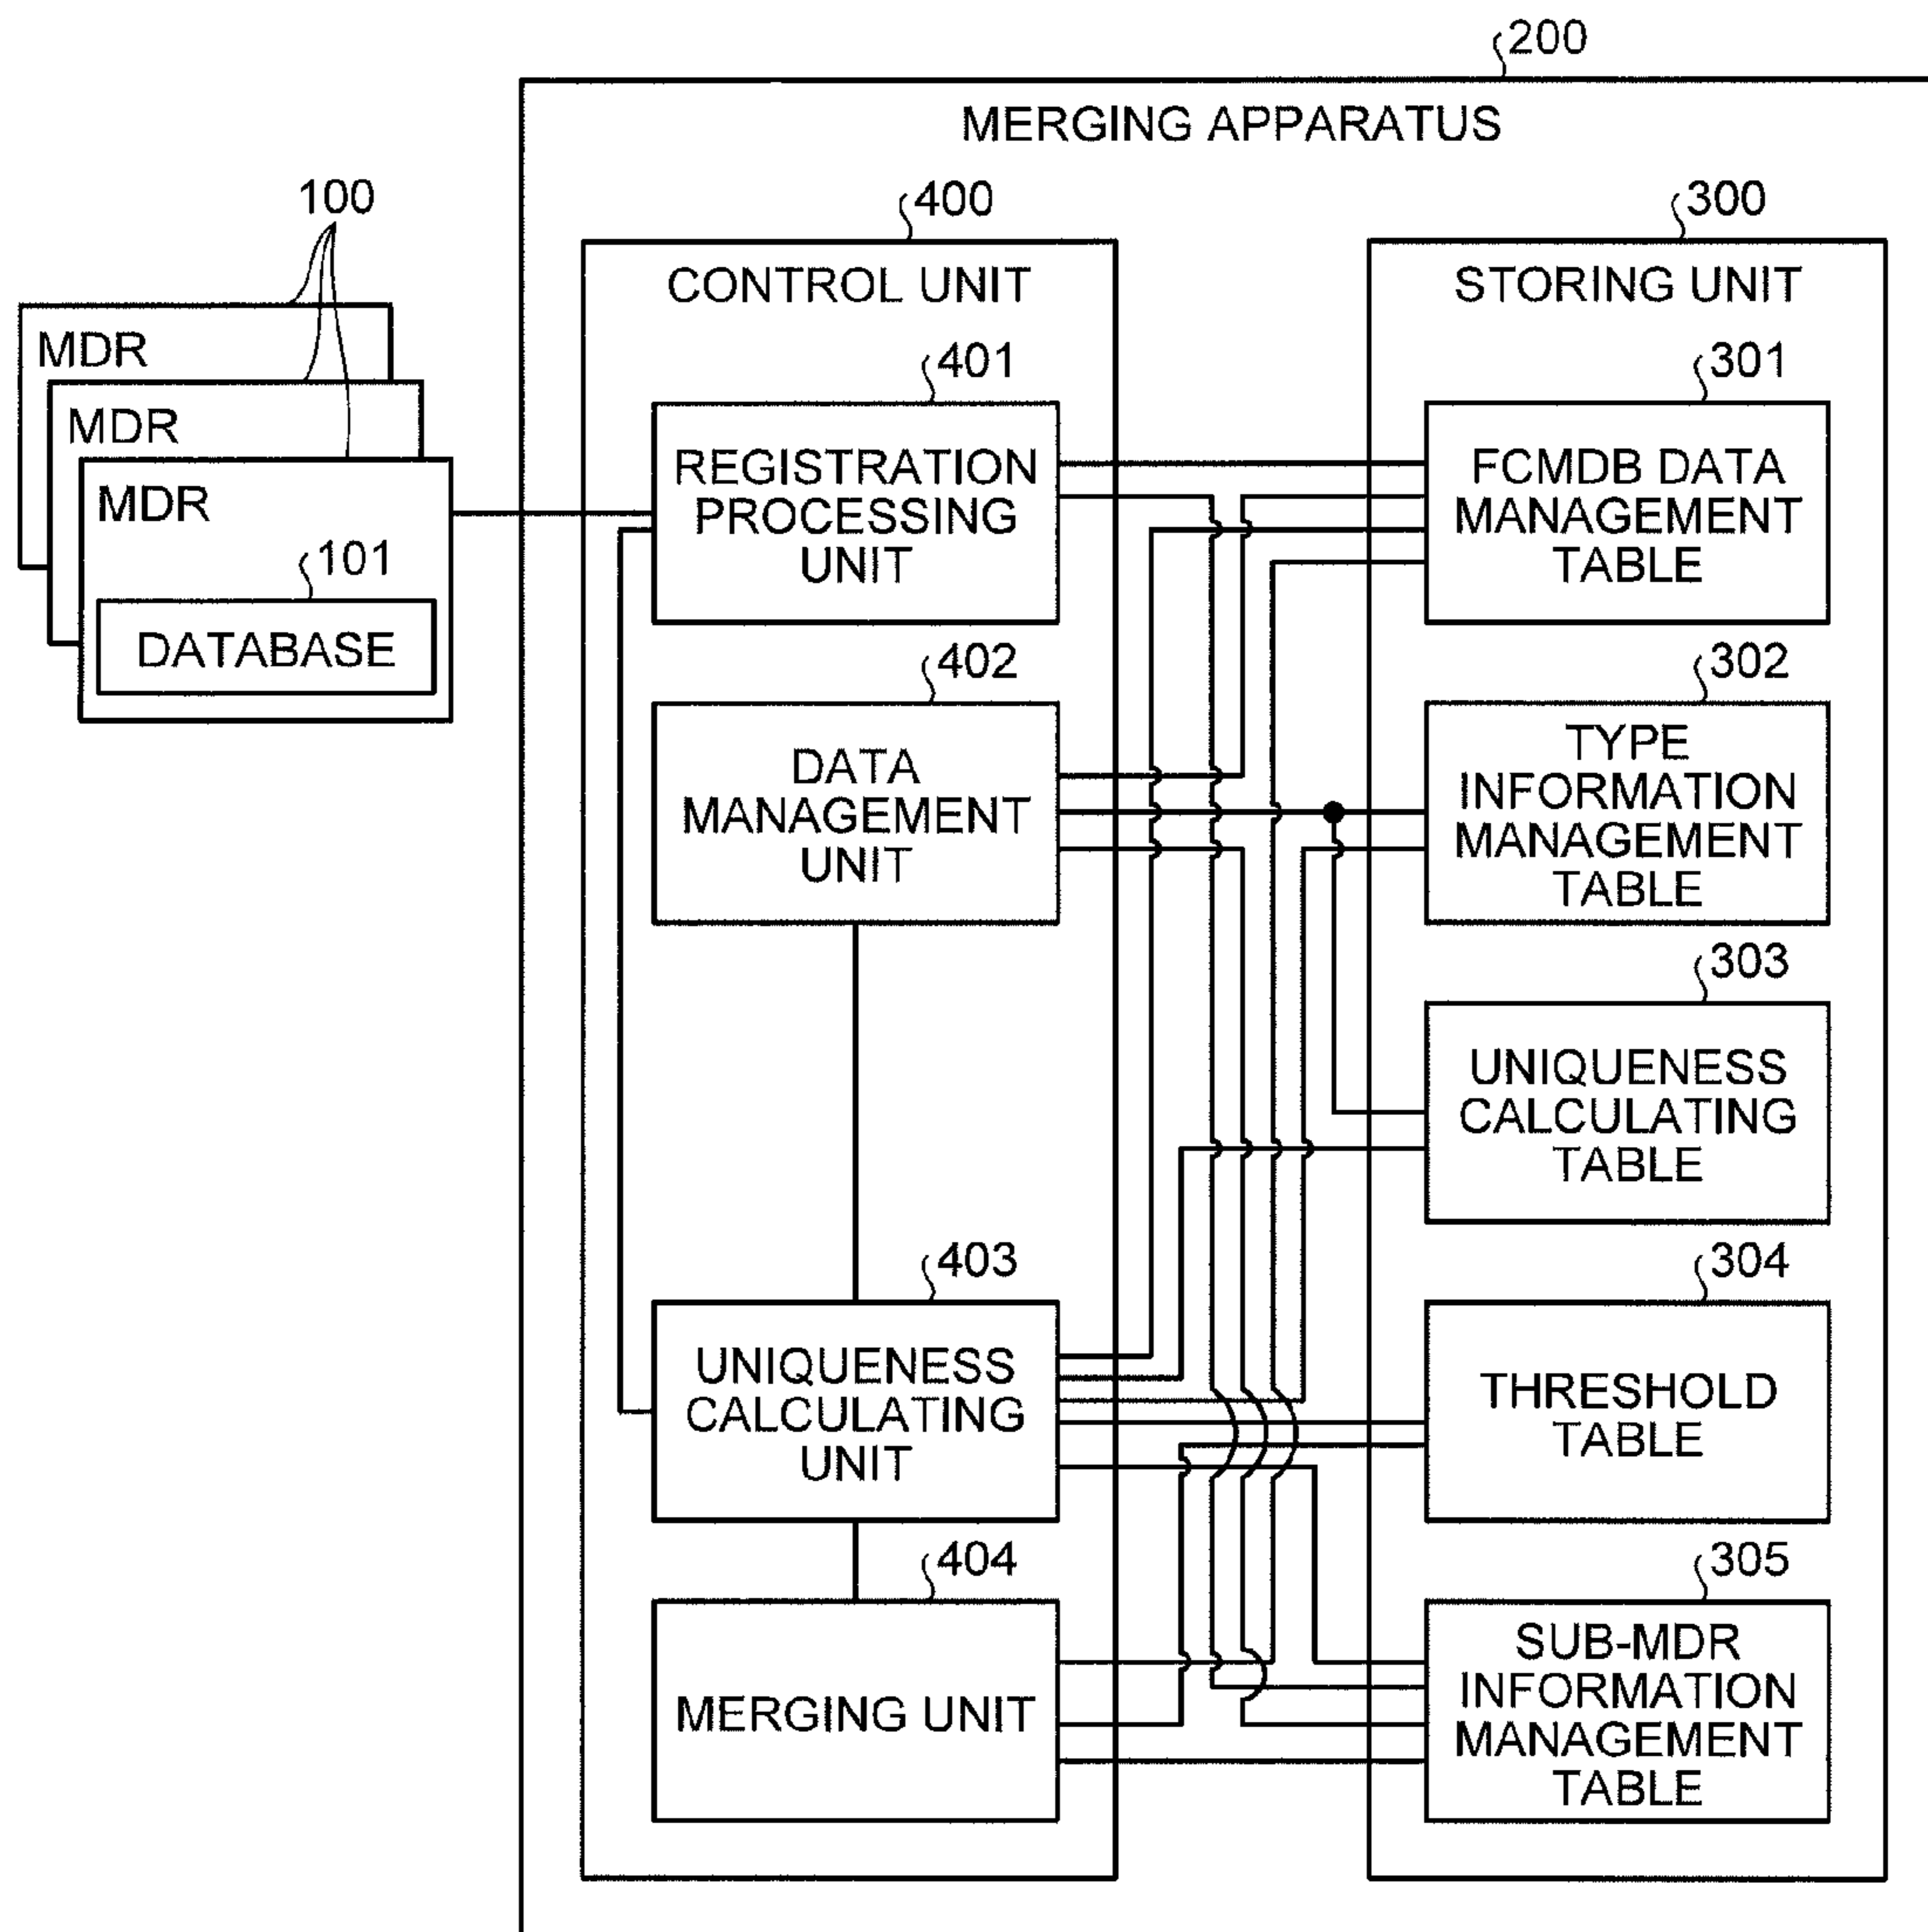 200
MERGING APPARATUS
100
MDR
MDR
MDR
101
DATABASE
400
CONTROL UNIT
401
REGISTRATION
PROCESSING
UNIT
402
DATA
MANAGEMENT
UNIT
403
UNIQUENESS
CALCULATING
UNIT
404
MERGING UNIT
300
STORING UNIT
301
FCMDB DATA
MANAGEMENT
TABLE
302
TYPE
INFORMATION
MANAGEMENT
TABLE
303
UNIQUENESS
CALCULATING
TABLE
304
THRESHOLD
TABLE
305
SUB-MDR
INFORMATION
MANAGEMENT
TABLE